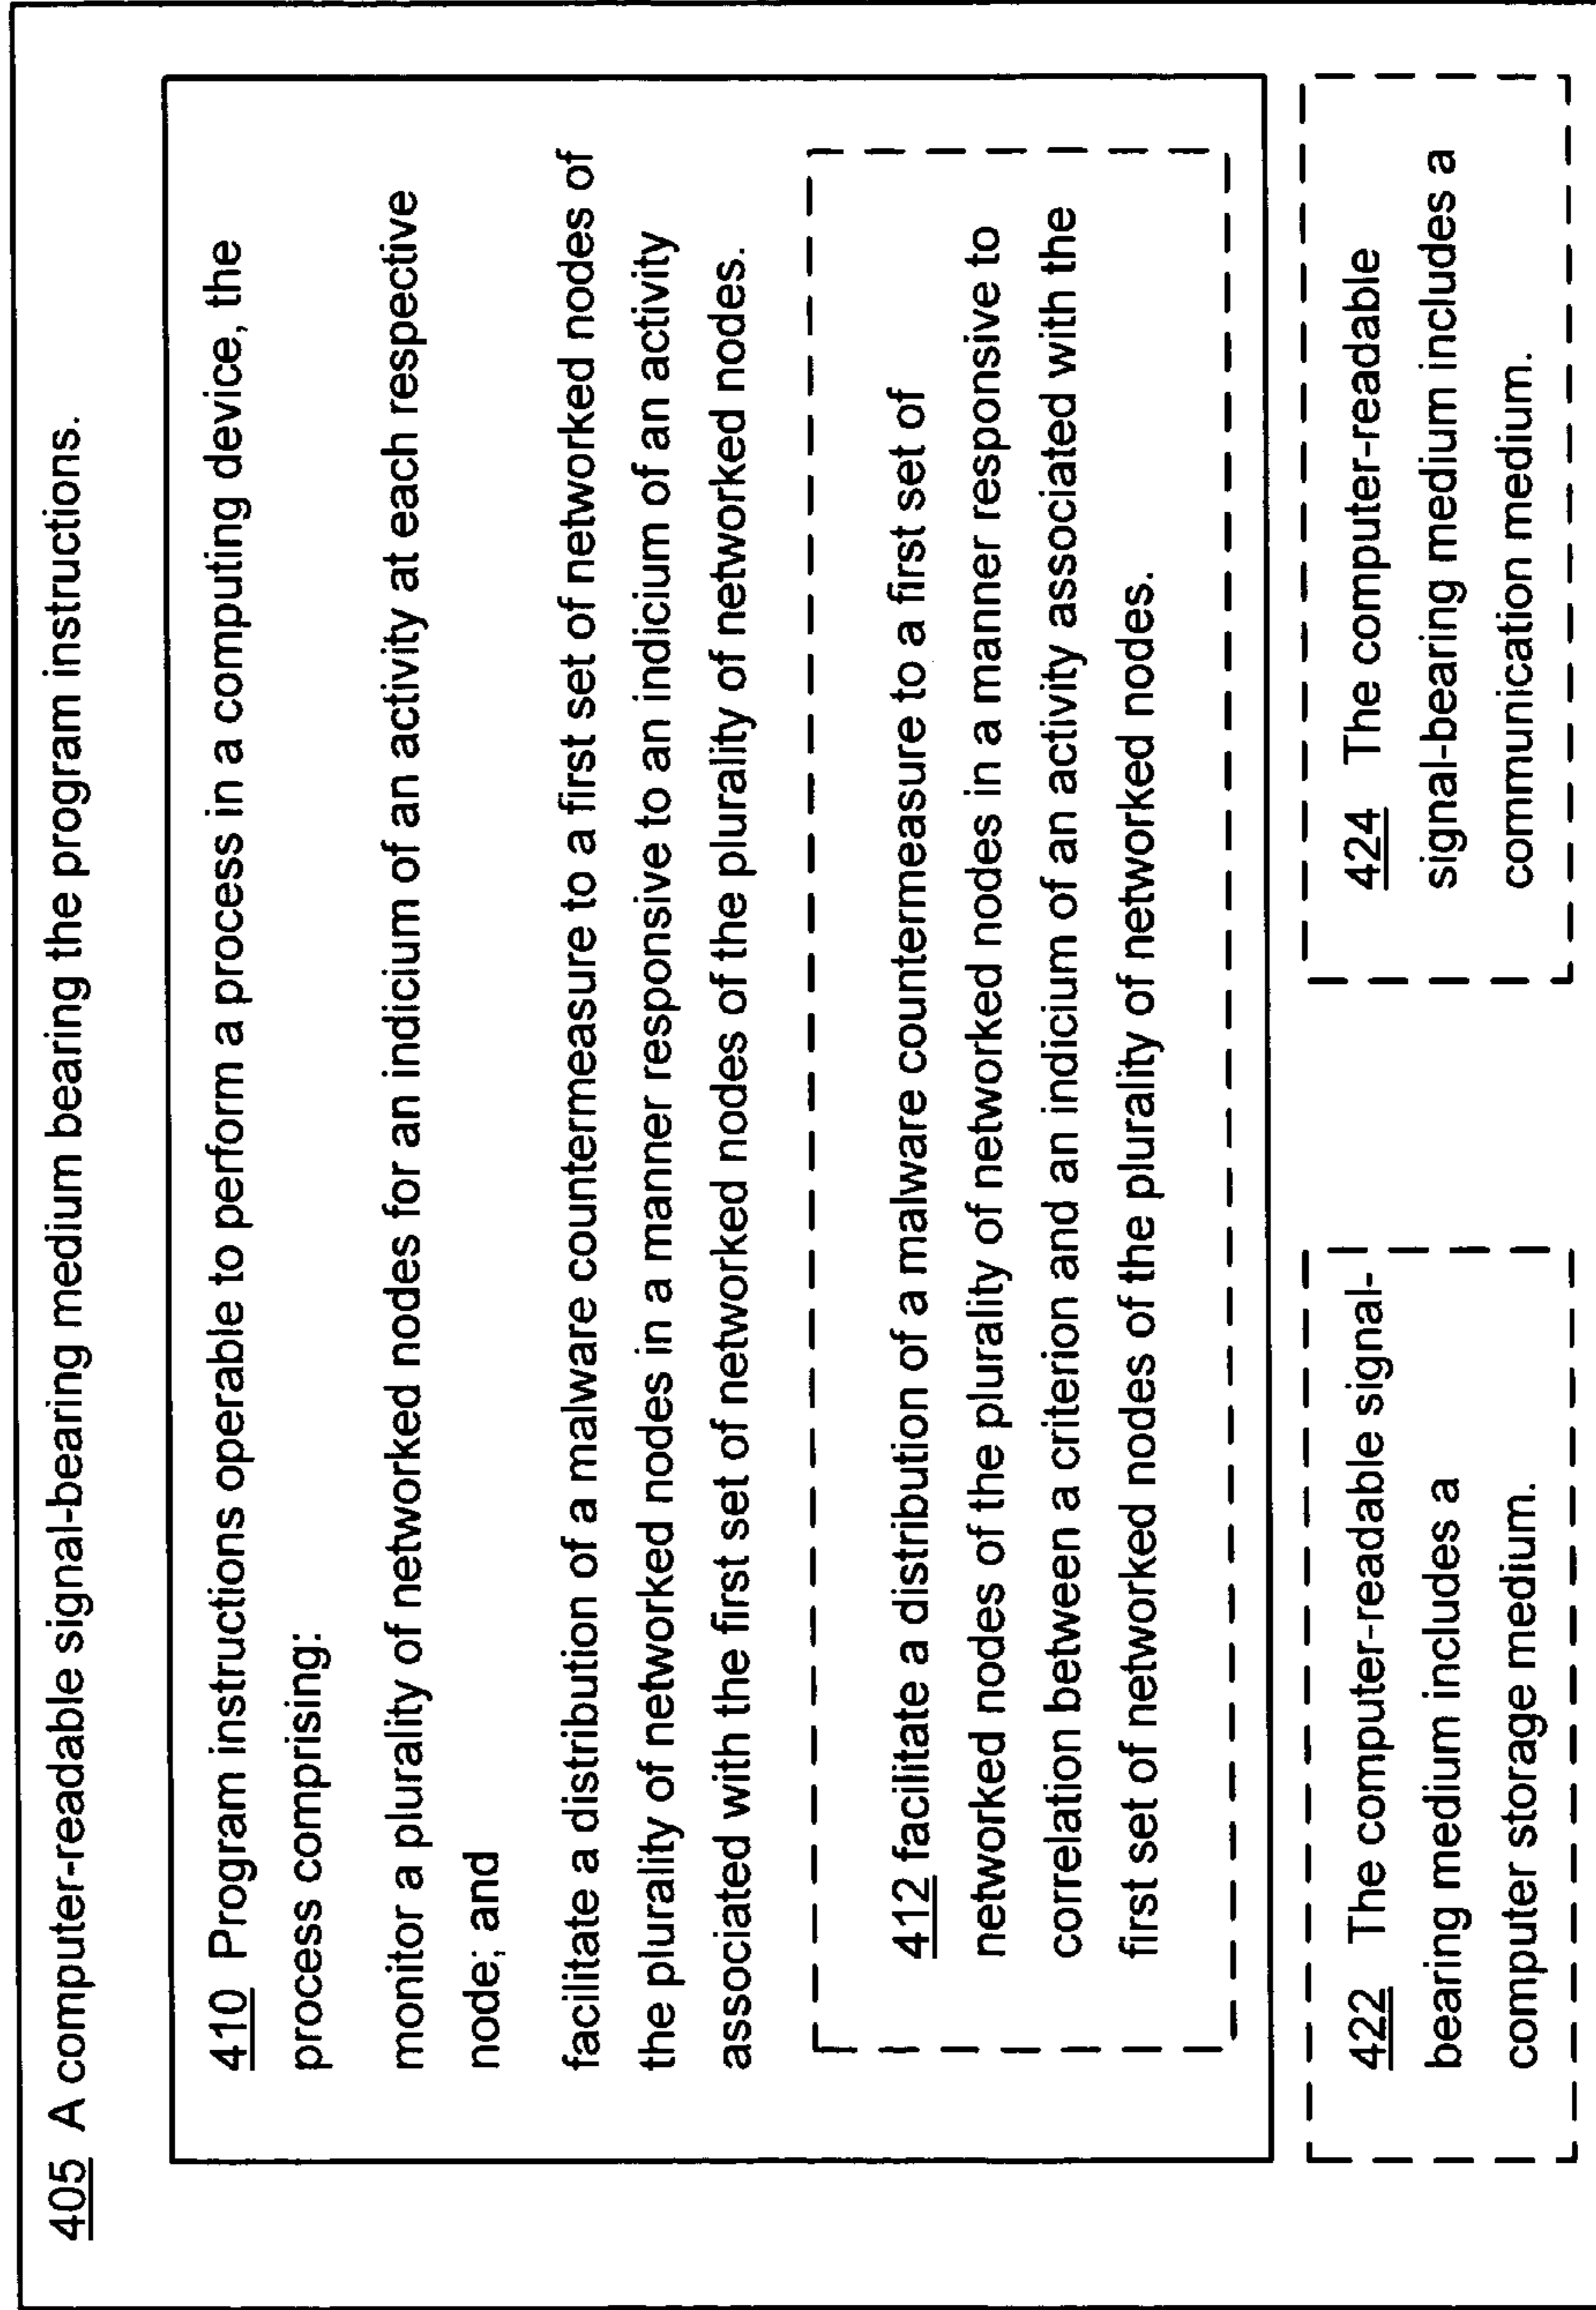 405 A computer-readable signal-bearing medium bearing the program instructions.
410 Program instructions operable to perform a process in a computing device, the
process comprising:
monitor a plurality of networked nodes for an indicium of an activity at each respective
node; and
facilitate a distribution of a malware countermeasure to a first set of networked nodes of
the plurality of networked nodes in a manner responsive to an indicium of an activity
associated with the first set of networked nodes of the plurality of networked nodes.
412 facilitate a distribution of a malware countermeasure to a first set of
networked nodes of the plurality of networked nodes in a manner responsive to
correlation between a criterion and an indicium of an activity associated with the
first set of networked nodes of the plurality of networked nodes.
422 The computer-readable signal-
bearing medium includes a
computer storage medium.
424 The computer-readable
signal-bearing medium includes a
communication medium.